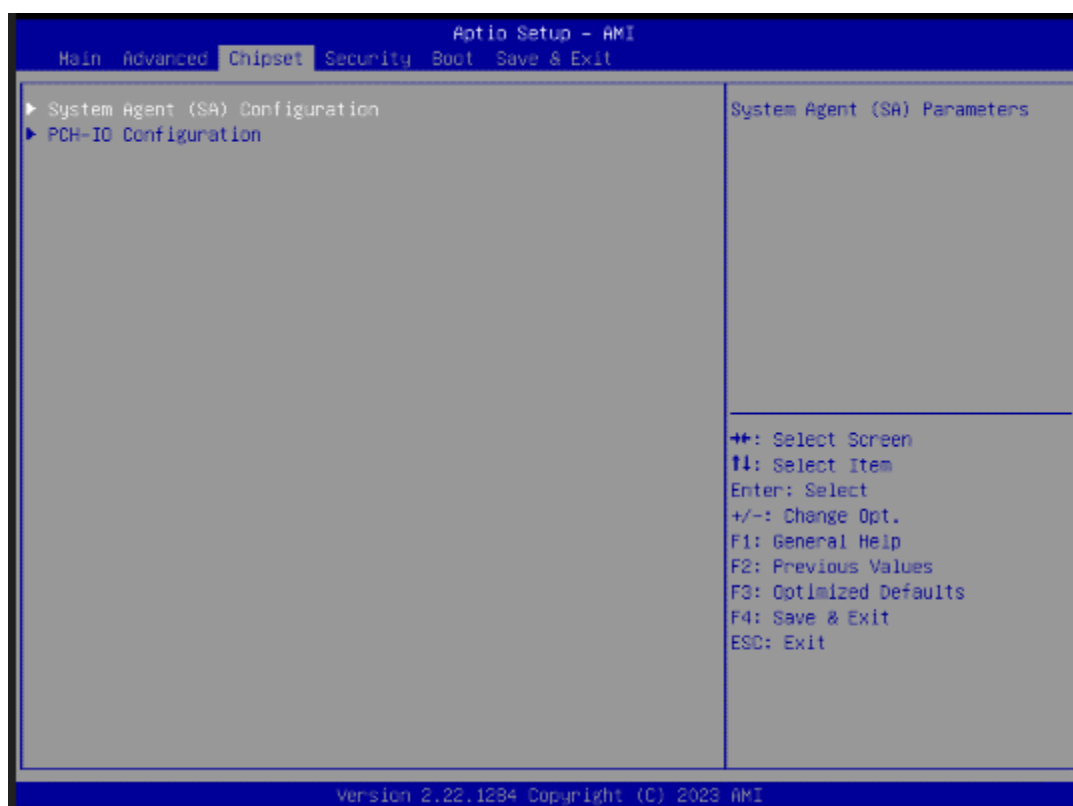 Aptio Setup - AMI
Main Advanced Chipset Security Boot Save & Exit
▶ System Agent (SA) Configuration
▶ PCH-IO Configuration
System Agent (SA) Parameters
→←: Select Screen
↑↓: Select Item
Enter: Select
+/-: Change Opt.
F1: General Help
F2: Previous Values
F3: Optimized Defaults
F4: Save & Exit
ESC: Exit
Version 2.22.1284 Copyright (C) 2023 AMI